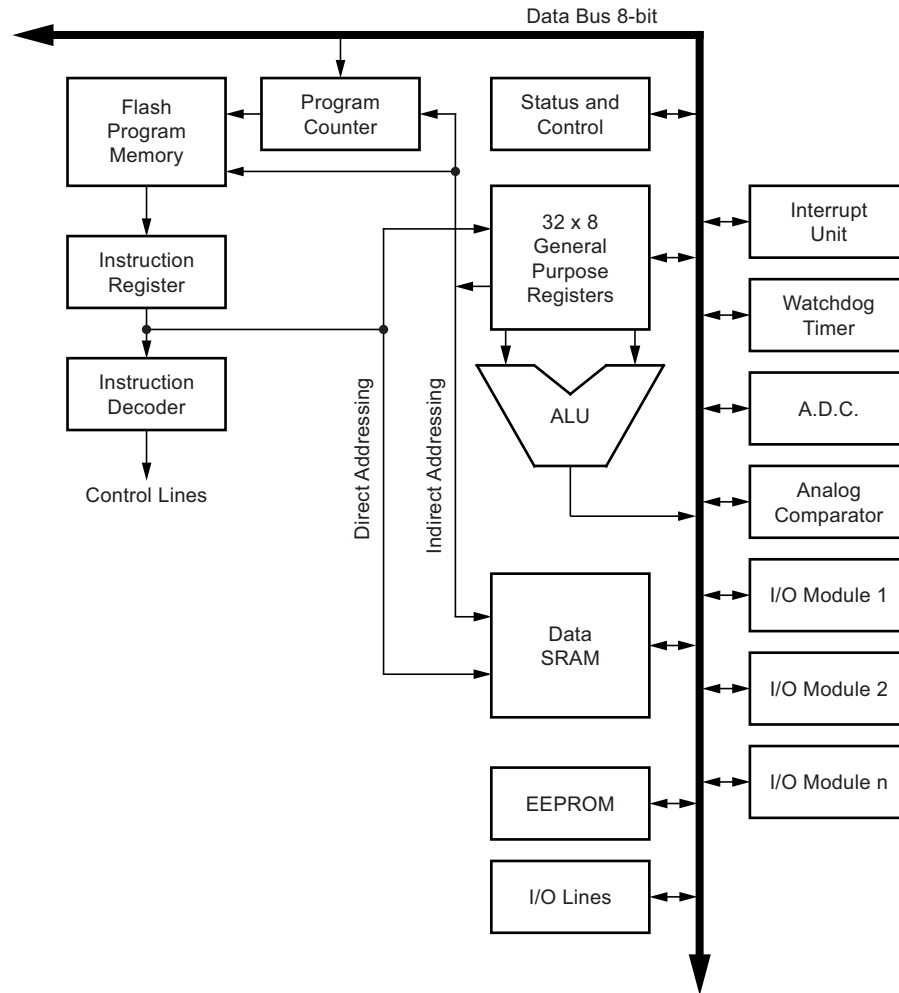 Data Bus 8-bit
Flash
Program
Memory
Program
Counter
Status and
Control
32 x 8
General
Purpose
Registers
Interrupt
Unit
Instruction
Register
Watchdog
Timer
Instruction
Decoder
Direct Addressing
Indirect Addressing
ALU
A.D.C.
Control Lines
Analog
Comparator
I/O Module 1
Data
SRAM
I/O Module 2
I/O Module n
EEPROM
I/O Lines